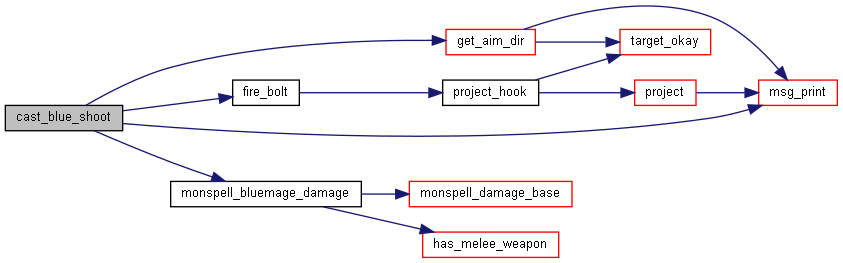 get_aim_dir
target_okay
fire_bolt
project_hook
project
msg_print
cast_blue_shoot
monspell_bluemage_damage
monspell_damage_base
has_melee_weapon